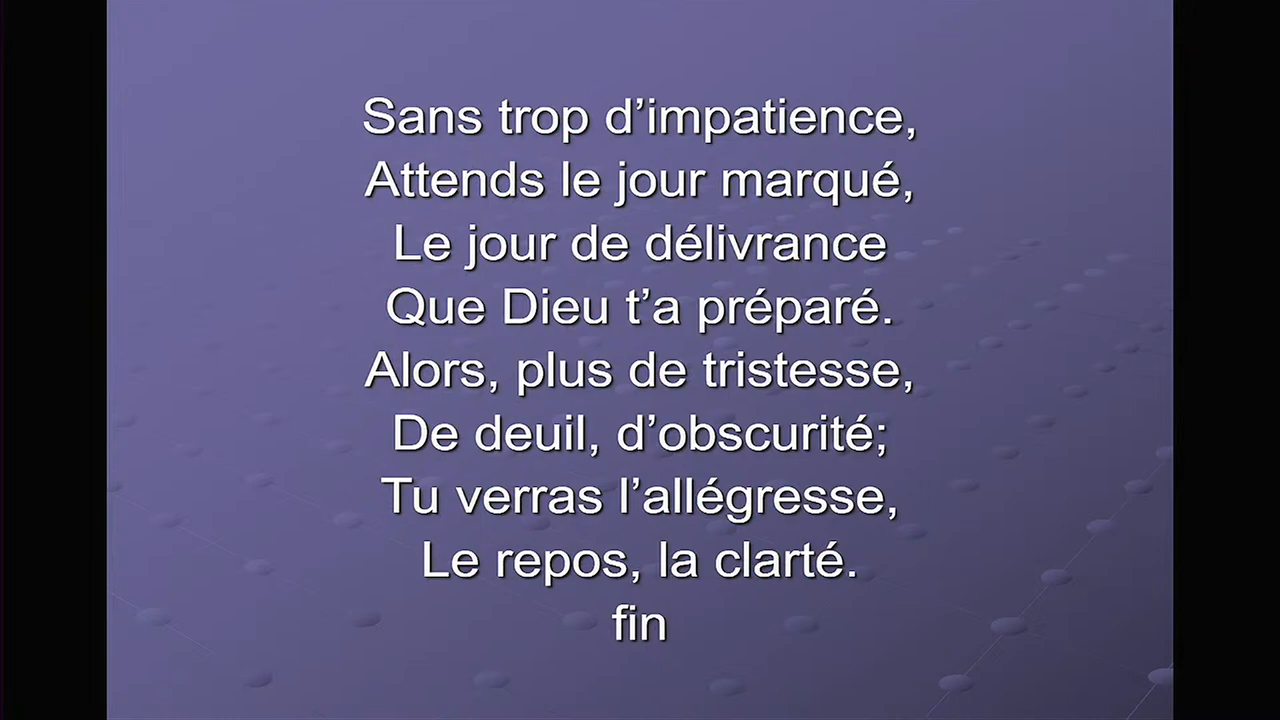 Sans trop d’impatience,
Attends le jour marqué,
Le jour de délivrance
Que Dieu t’a préparé.
Alors, plus de tristesse,
De deuil, d’obscurité;
Tu verras l’allégresse,
Le repos, la clarté.
fin